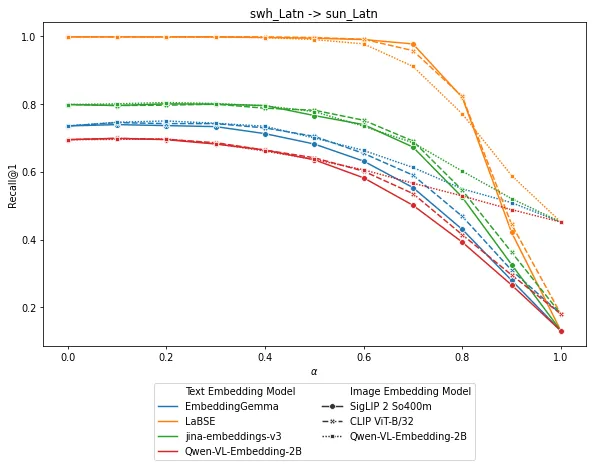 swh_Latn -> sun_Latn
Recall@1
1.0
0.8
0.6
0.4
0.2
0.0 0.2 0.4 0.6 0.8 1.0
α
Text Embedding Model Image Embedding Model
EmbeddingGemma SigLIP 2 So400m
LaBSE CLIP ViT-B/32
jina-embeddings-v3 Qwen-VL-Embedding-2B
Qwen-VL-Embedding-2B